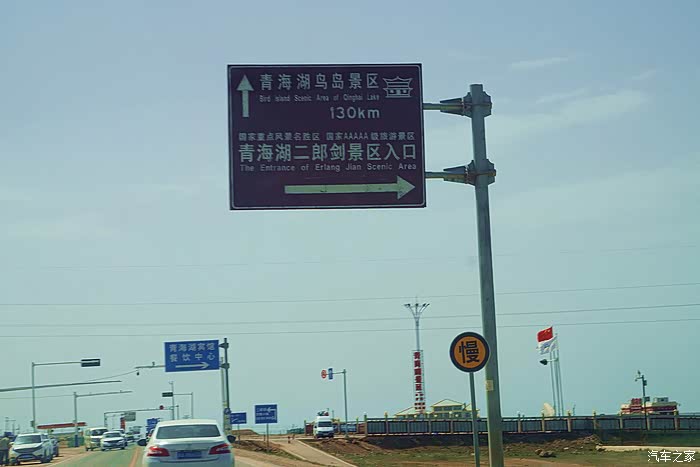 青海湖鸟岛景区
Bird Island Scenic Area of Qinghai Lake
130km
国家重点风景名胜区 国家AAAAA级旅游景区
青海湖二郎剑景区入口
The Entrance of Erlang Jian Scenic Area
青海湖宾馆
餐饮中心
慢
汽车之家